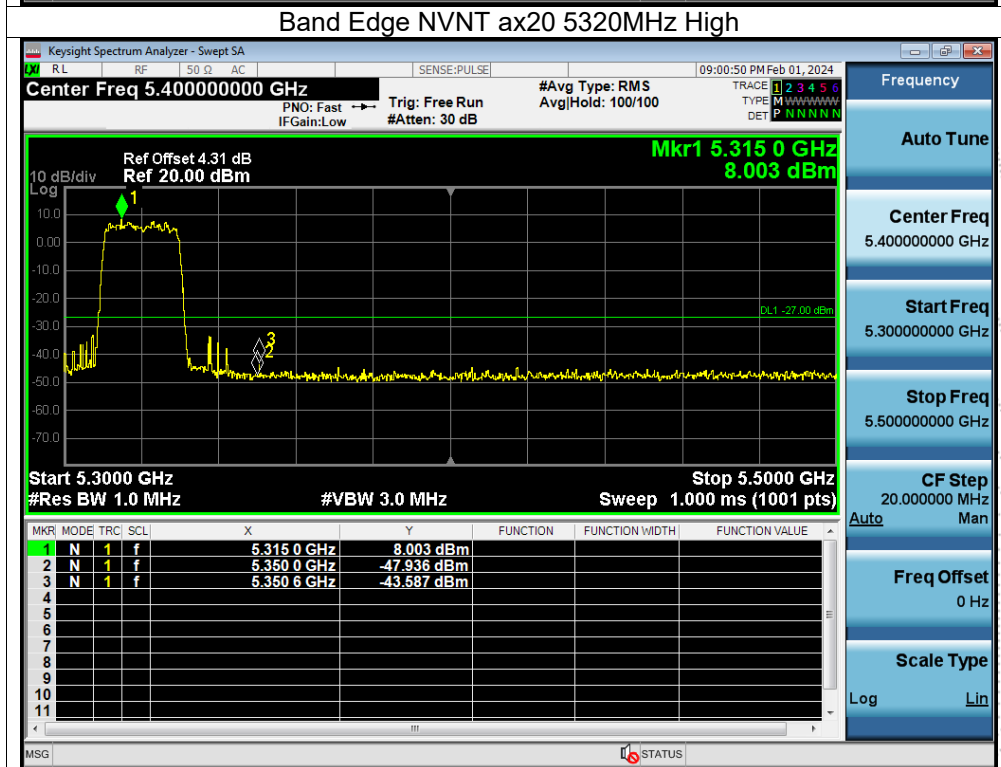 Band Edge NVNT ax20 5320MHz High
Keysight Spectrum Analyzer - Swept SA
LXI RL RF 50 Ω AC SENSE:PULSE 09:00:50 PM Feb 01, 2024
Center Freq 5.400000000 GHz
PNO: Fast
IFGain:Low
Trig: Free Run
#Atten: 30 dB
#Avg Type: RMS
Avg|Hold: 100/100
TRACE 1 2 3 4 5 6
TYPE M W W W W W
DET P N N N N N
Frequency
Auto Tune
Center Freq
5.400000000 GHz
Start Freq
5.300000000 GHz
Stop Freq
5.500000000 GHz
CF Step
20.000000 MHz
Auto Man
Freq Offset
0 Hz
Scale Type
Log Lin
Mkr1 5.315 0 GHz
8.003 dBm
Ref Offset 4.31 dB
10 dB/div Ref 20.00 dBm
Log
1
10.0
0.00
-10.0
-20.0
DL1 -27.00 dBm
-30.0
3
2
-40.0
-50.0
-60.0
-70.0
Start 5.3000 GHz Stop 5.5000 GHz
#Res BW 1.0 MHz #VBW 3.0 MHz Sweep 1.000 ms (1001 pts)
MKR MODE TRC SCL X Y FUNCTION FUNCTION WIDTH FUNCTION VALUE
1 N 1 f 5.315 0 GHz 8.003 dBm
2 N 1 f 5.350 0 GHz -47.936 dBm
3 N 1 f 5.350 6 GHz -43.587 dBm
4
5
6
7
8
9
10
11
MSG STATUS